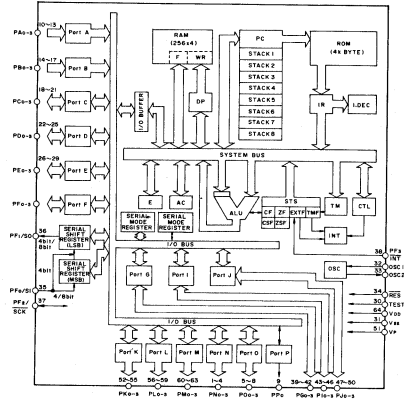 10~13
PA0-3
Port A
14~17
PB0-3
Port B
18~21
PC0-3
Port C
22~25
PD0-3
Port D
26~29
PE0-3
Port E
PF0-3
Port F
I/O BUFFER
RAM
(256x4)
F
WR
DP
PC
STACK 1
STACK 2
STACK 3
STACK 4
STACK 5
STACK 6
STACK 7
STACK 8
ROM
(4K BYTE)
IR
I.DEC
SYSTEM BUS
E
AC
ALU
STS
CF
ZF
EXTF
TMF
CSF
ZSF
TM
CTL
INT
SERIAL MODE REGISTER
SERIAL MODE REGISTER
36
PF1/SO
4bit/
8bit
SERIAL
SHIFT
REGISTER
(LSB)
4bit
SERIAL
SHIFT
REGISTER
(MSB)
35
PF0/SI
4/8bit
PF2/
37
SCK
I/O BUS
Port G
Port I
Port J
OSC
38
PF3
INT
32
OSC1
33
OSC2
34
RES
30
TEST
64
VDD
31
VSS
51
VP
I/O BUS
Port K
Port L
Port M
Port N
Port O
Port P
52~55
56~59
60~63
1~4
5~8
9
39~42
43~46
47~50
PK0-3
PL0-3
PM0-3
PN0-3
PO0-3
PP0
PG0-3
PI0-3
PJ0-3